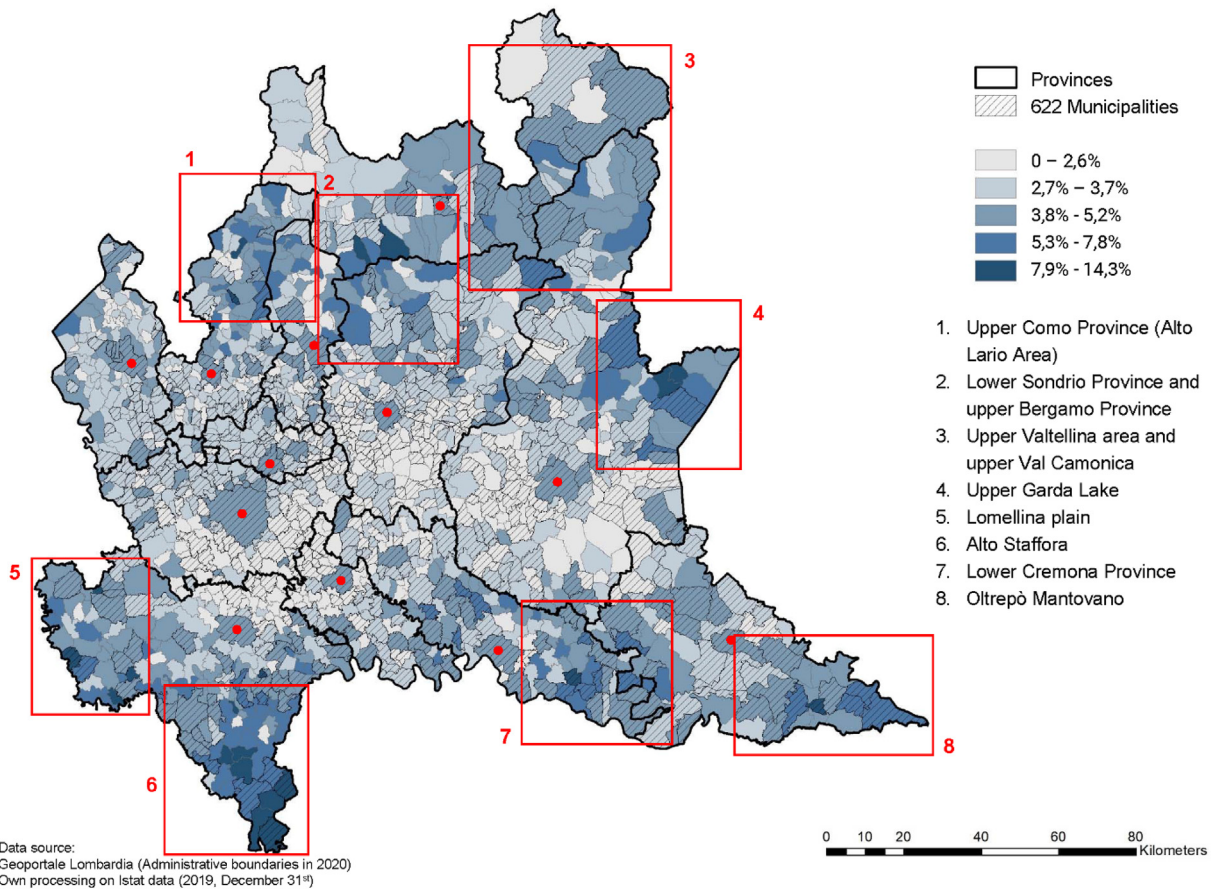 3
Provinces
622 Municipalities
1
2
0 – 2,6%
2,7% – 3,7%
3,8% - 5,2%
5,3% - 7,8%
7,9% - 14,3%
4
1. Upper Como Province (Alto
Lario Area)
2. Lower Sondrio Province and
upper Bergamo Province
3. Upper Valtellina area and
upper Val Camonica
4. Upper Garda Lake
5. Lomellina plain
6. Alto Staffora
7. Lower Cremona Province
8. Oltrepò Mantovano
5
7
8
6
Data source:
Geoportale Lombardia (Administrative boundaries in 2020)
Own processing on Istat data (2019, December 31st)
0 10 20 40 60 80
Kilometers